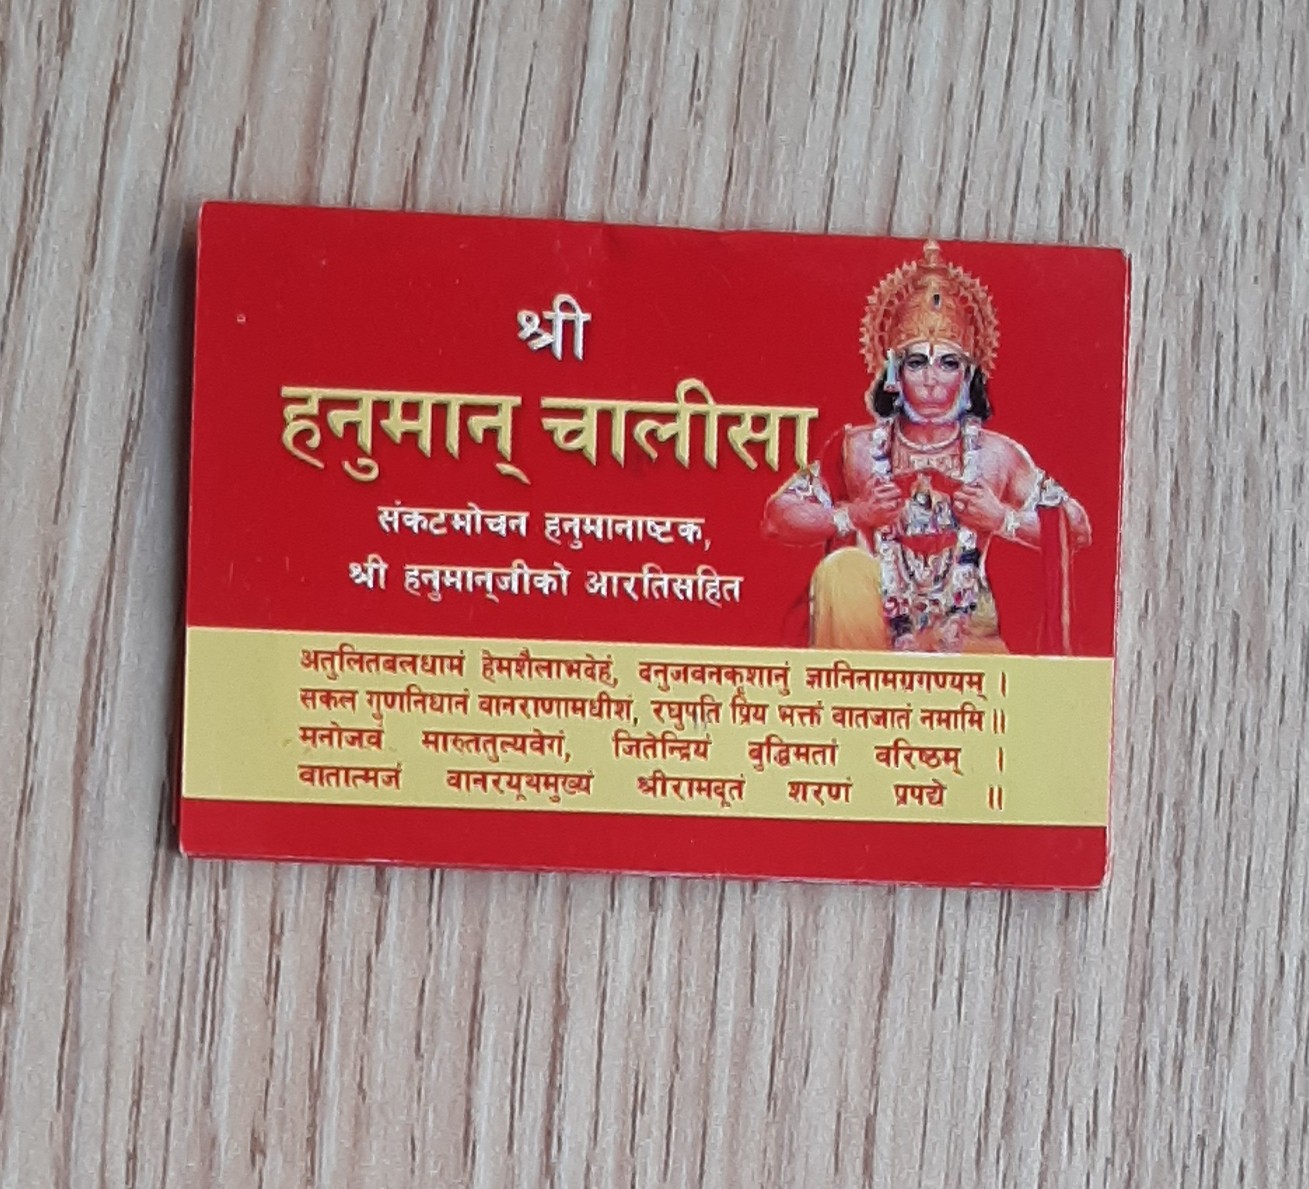 श्री
हनुमान् चालीसा
संकटमोचन हनुमानाष्टक,
श्री हनुमान्‌जीको आरतिसहित
अतुलितबलधामं हेमशैलाभदेहं, दनुजवनकृशानुं ज्ञानिनामग्रगण्यम् ।
सकल गुणनिधानं वानराणामधीशं, रघुपति प्रिय भक्तं वातजातं नमामि ॥
मनोजवं मारुततुल्यवेगं, जितेन्द्रियं बुद्धिमतां वरिष्ठम् ।
वातात्मजं वानरयूथमुख्यं श्रीरामदूतं शरणं प्रपद्ये ॥